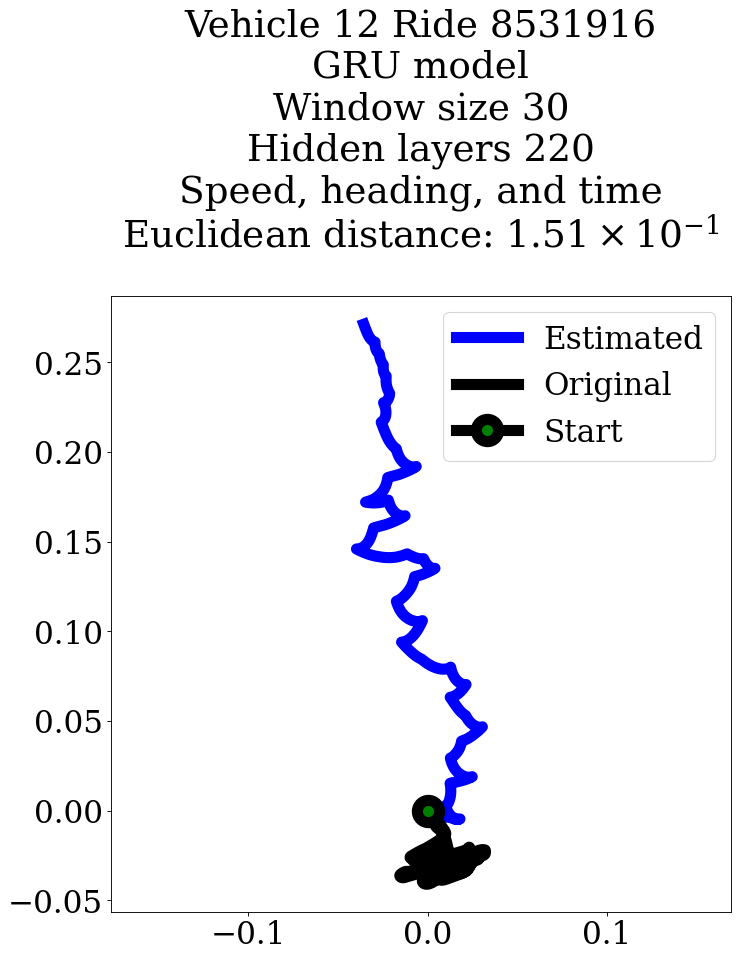 Vehicle 12 Ride 8531916
GRU model
Window size 30
Hidden layers 220
Speed, heading, and time
Euclidean distance: 1.51 × 10⁻¹
Estimated
Original
Start
0.25
0.20
0.15
0.10
0.05
0.00
−0.05
−0.1 0.0 0.1